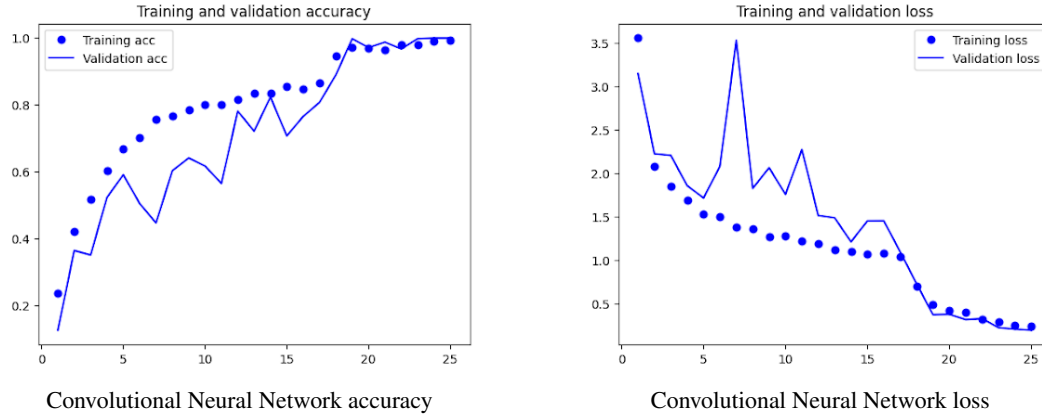 Training and validation accuracy
1.0
0.8
0.6
0.4
0.2
Training acc
Validation acc
0 5 10 15 20 25
Convolutional Neural Network accuracy
Training and validation loss
3.5
3.0
2.5
2.0
1.5
1.0
0.5
Training loss
Validation loss
0 5 10 15 20 25
Convolutional Neural Network loss